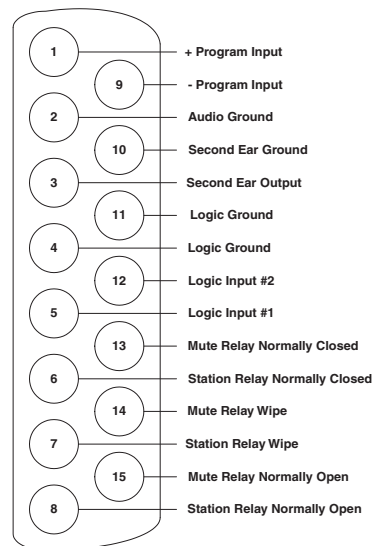 1 + Program Input
9 - Program Input
2 Audio Ground
10 Second Ear Ground
3 Second Ear Output
11 Logic Ground
4 Logic Ground
12 Logic Input #2
5 Logic Input #1
13 Mute Relay Normally Closed
6 Station Relay Normally Closed
14 Mute Relay Wipe
7 Station Relay Wipe
15 Mute Relay Normally Open
8 Station Relay Normally Open